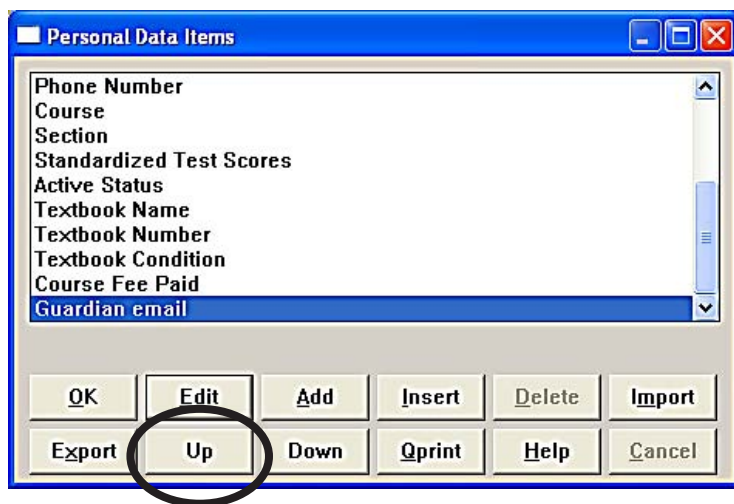 Personal Data Items
Phone Number
Course
Section
Standardized Test Scores
Active Status
Textbook Name
Textbook Number
Textbook Condition
Course Fee Paid
Guardian email
OK Edit Add Insert Delete Import
Export Up Down Qprint Help Cancel